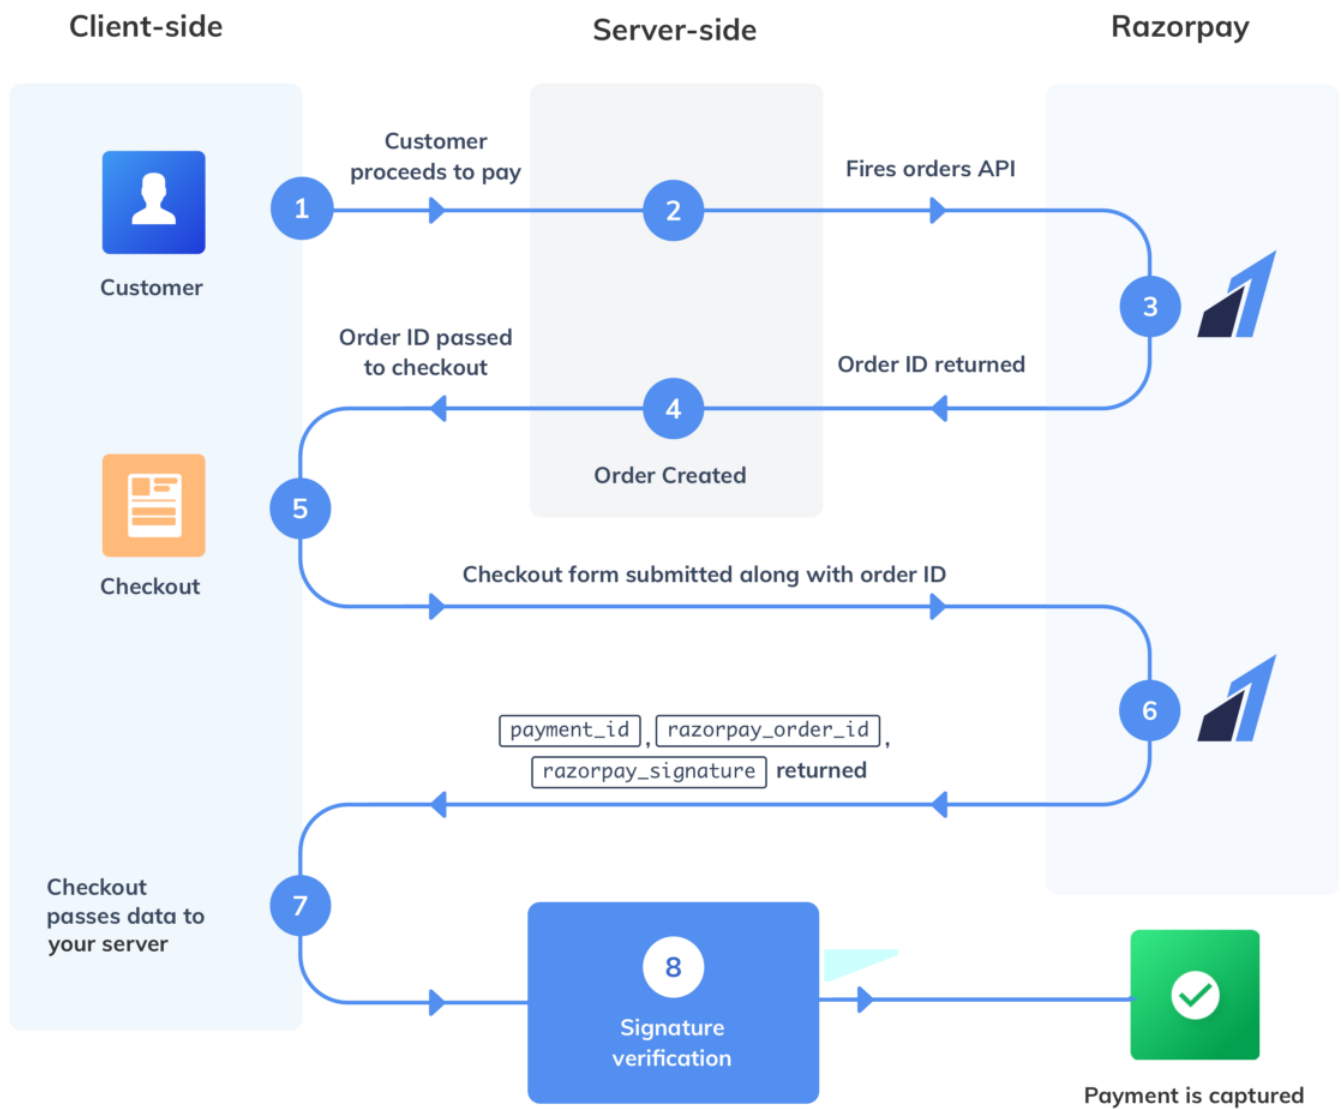 Client-side
Server-side
Razorpay
Customer
proceeds to pay
Fires orders API
1
2
Customer
3
Order ID passed
to checkout
Order ID returned
4
Order Created
5
Checkout
Checkout form submitted along with order ID
6
payment_id, razorpay_order_id,
razorpay_signature returned
Checkout
passes data to
your server
7
8
Signature
verification
Payment is captured